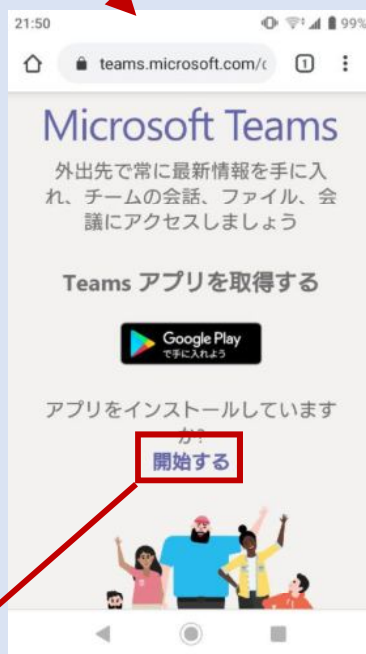 21:50
99%
teams.microsoft.com/
1
Microsoft Teams
外出先で常に最新情報を手に入
れ、チームの会話、ファイル、会
議にアクセスしましょう
Teams アプリを取得する
Google Play
で手に入れよう
アプリをインストールしています
か?
開始する